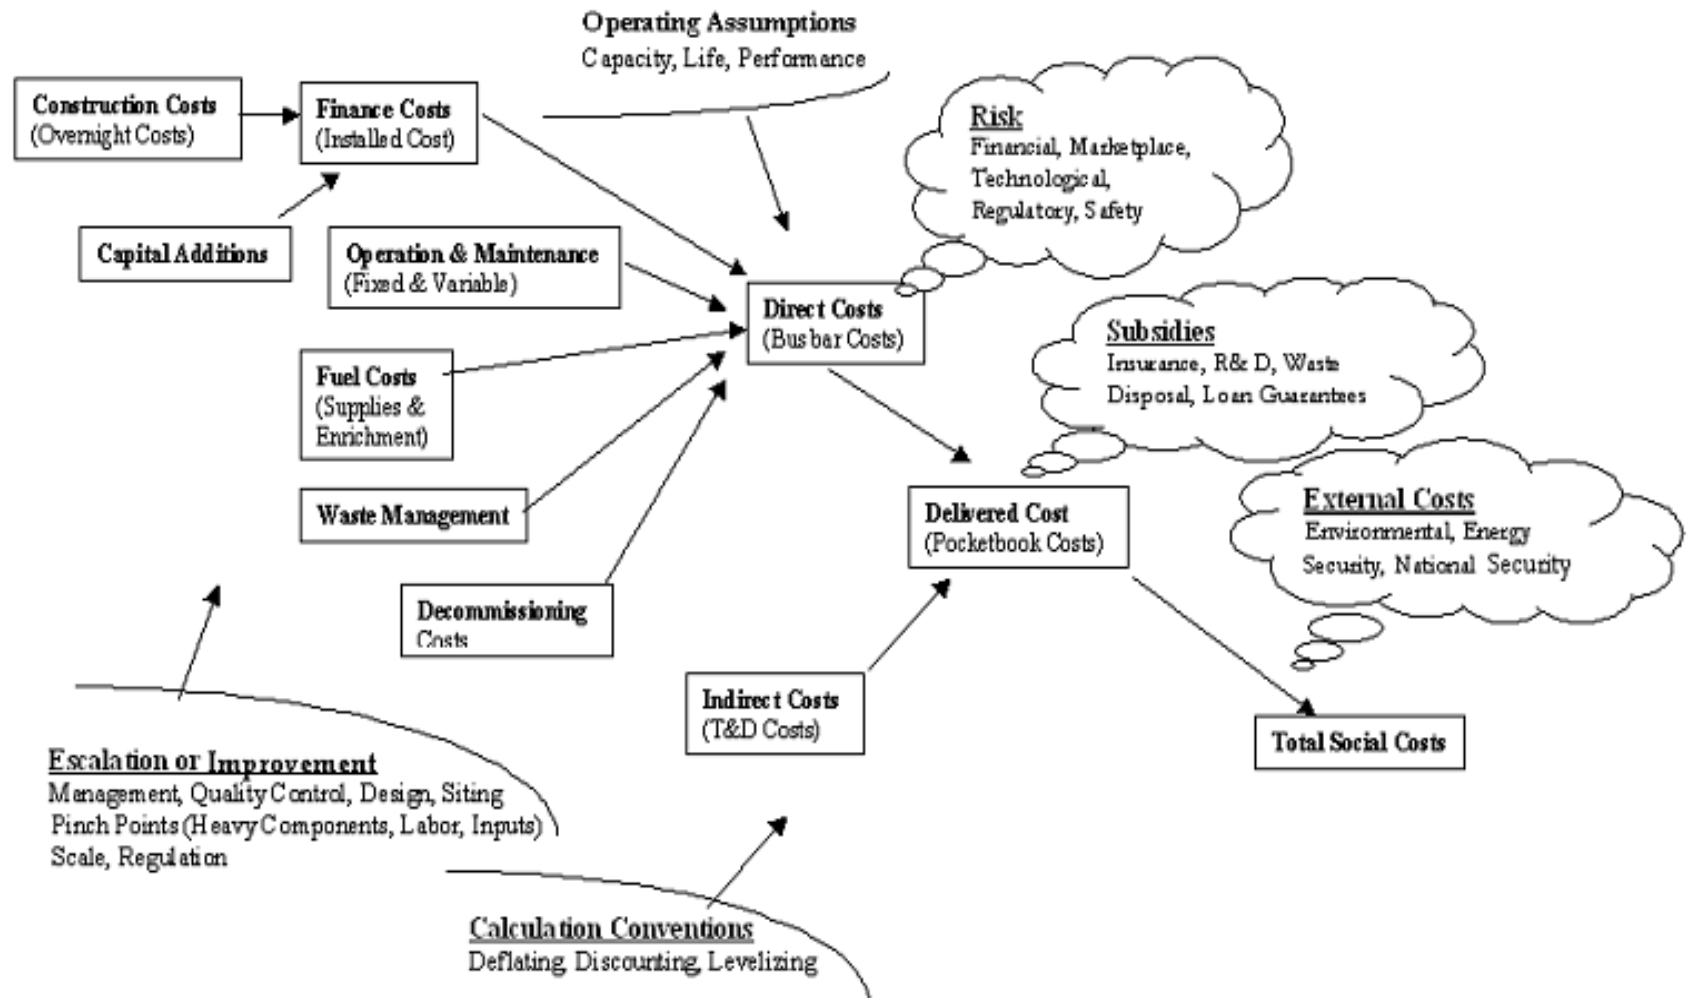 Operating Assumptions
Capacity, Life, Performance
Construction Costs
(Overnight Costs)
Finance Costs
(Installed Cost)
Risk
Financial, Marketplace,
Technological,
Regulatory, Safety
Capital Additions
Operation & Maintenance
(Fixed & Variable)
Direct Costs
(Bus bar Costs)
Subsidies
Insurance, R& D, Waste
Disposal, Loan Guarantees
Fuel Costs
(Supplies &
Enrichment)
Waste Management
Delivered Cost
(Pocketbook Costs)
External Costs
Environmental, Energy
Security, National Security
Decommissioning
Costs
Indirect Costs
(T&D Costs)
Total Social Costs
Escalation or Improvement
Management, Quality Control, Design, Siting
Pinch Points (Heavy Components, Labor, Inputs)
Scale, Regulation
Calculation Conventions
Deflating, Discounting, Levelizing